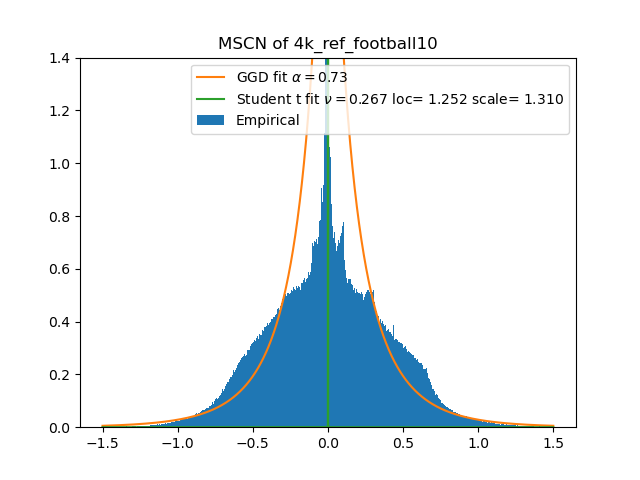 MSCN of 4k_ref_football10
GGD fit α = 0.73
Student t fit ν = 0.267 loc= 1.252 scale= 1.310
Empirical
1.4
1.2
1.0
0.8
0.6
0.4
0.2
0.0
−1.5 −1.0 −0.5 0.0 0.5 1.0 1.5